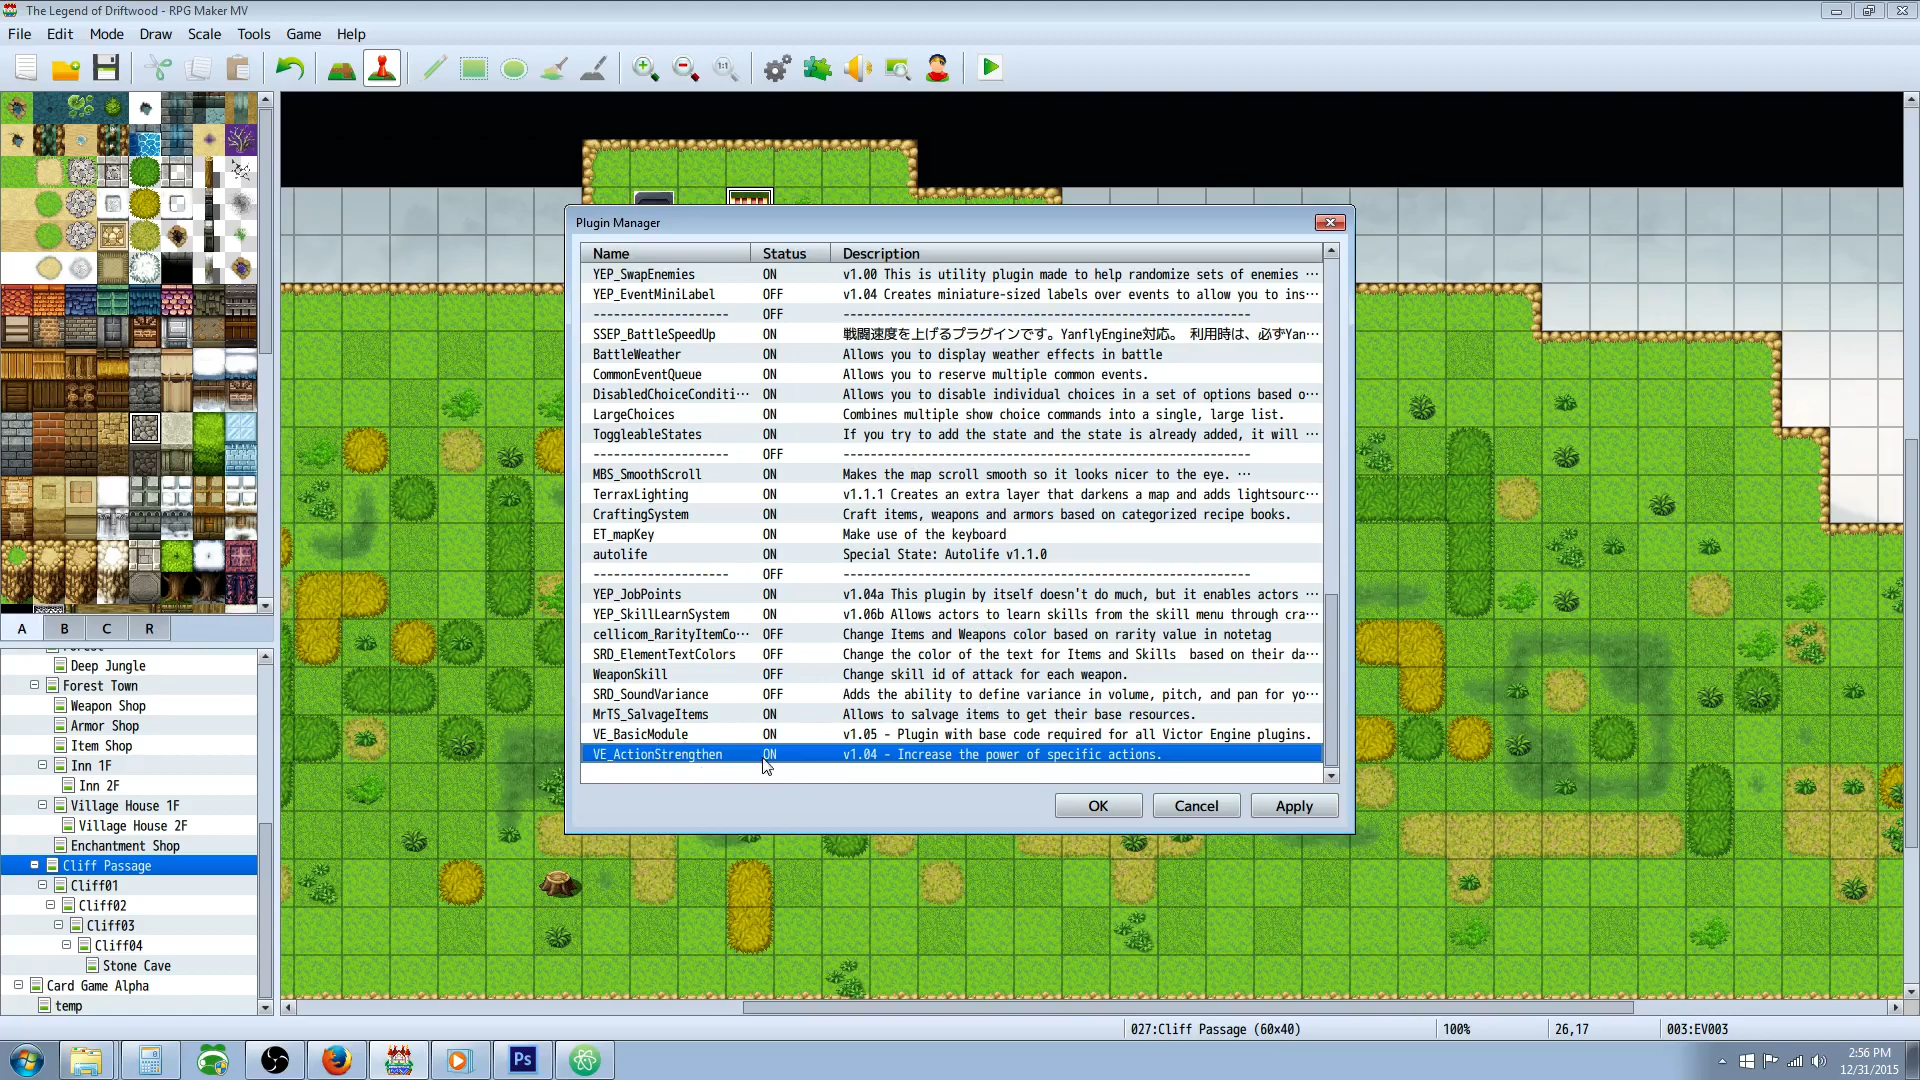 The Legend of Driftwood - RPG Maker MV
File Edit Mode Draw Scale Tools Game Help
1:1
Plugin Manager
Name Status Description
YEP_SwapEnemies ON v1.00 This is utility plugin made to help randomize sets of enemies ···
YEP_EventMiniLabel OFF v1.04 Creates miniature-sized labels over events to allow you to ins···
-------------------- OFF ------------------------------------------------------------
SSEP_BattleSpeedUp ON 戦闘速度を上げるプラグインです。YanflyEngine対応。 利用時は、必ずYan···
BattleWeather ON Allows you to display weather effects in battle
CommonEventQueue ON Allows you to reserve multiple common events.
DisabledChoiceConditi··· ON Allows you to disable individual choices in a set of options based o···
LargeChoices ON Combines multiple show choice commands into a single, large list.
ToggleableStates ON If you try to add the state and the state is already added, it will ···
-------------------- OFF ------------------------------------------------------------
MBS_SmoothScroll ON Makes the map scroll smooth so it looks nicer to the eye. ···
TerraxLighting ON v1.1.1 Creates an extra layer that darkens a map and adds lightsourc···
CraftingSystem ON Craft items, weapons and armors based on categorized recipe books.
ET_mapKey ON Make use of the keyboard
autolife ON Special State: Autolife v1.1.0
-------------------- OFF ------------------------------------------------------------
YEP_JobPoints ON v1.04a This plugin by itself doesn't do much, but it enables actors ···
YEP_SkillLearnSystem ON v1.06b Allows actors to learn skills from the skill menu through cra···
cellicom_RarityItemCo··· OFF Change Items and Weapons color based on rarity value in notetag
SRD_ElementTextColors OFF Change the color of the text for Items and Skills  based on their da···
WeaponSkill OFF Change skill id of attack for each weapon.
SRD_SoundVariance OFF Adds the ability to define variance in volume, pitch, and pan for yo···
MrTS_SalvageItems ON Allows to salvage items to get their base resources.
VE_BasicModule ON v1.05 - Plugin with base code required for all Victor Engine plugins.
VE_ActionStrengthen ON v1.04 - Increase the power of specific actions.
OK Cancel Apply
A B C R
Deep Jungle
Forest Town
Weapon Shop
Armor Shop
Item Shop
Inn 1F
Inn 2F
Village House 1F
Village House 2F
Enchantment Shop
Cliff Passage
Cliff01
Cliff02
Cliff03
Cliff04
Stone Cave
Card Game Alpha
temp
027:Cliff Passage (60x40) 100% 26,17 003:EV003
Ps
2:56 PM
12/31/2015